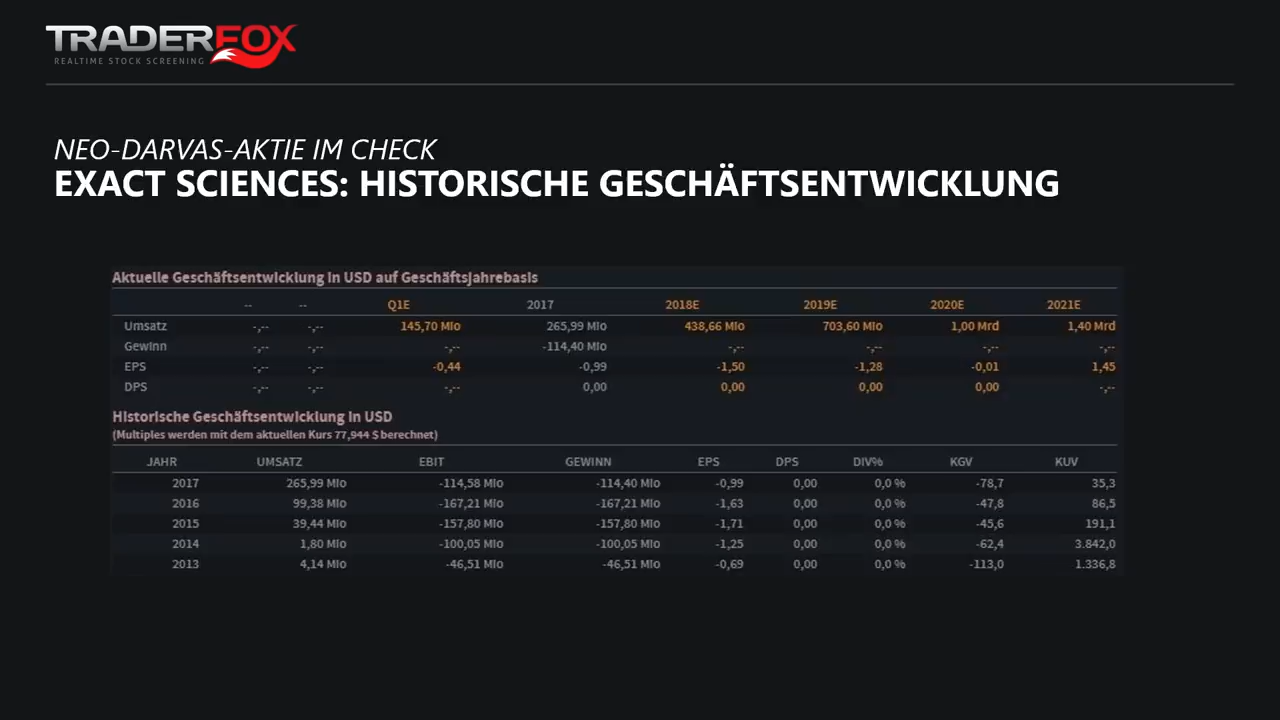 TRADERFOX
REALTIME STOCK SCREENING
NEO-DARVAS-AKTIE IM CHECK
EXACT SCIENCES: HISTORISCHE GESCHÄFTSENTWICKLUNG
Aktuelle Geschäftsentwicklung in USD auf Geschäftsjahrebasis
-- -- Q1E 2017 2018E 2019E 2020E 2021E
Umsatz -,-- -,-- 145,70 Mio 265,99 Mio 438,66 Mio 703,60 Mio 1,00 Mrd 1,40 Mrd
Gewinn -,-- -,-- -,-- -114,40 Mio -,-- -,-- -,-- -,--
EPS -,-- -,-- -0,44 -0,99 -1,50 -1,28 -0,01 1,45
DPS -,-- -,-- -,-- 0,00 0,00 0,00 0,00 -,--
Historische Geschäftsentwicklung in USD
(Multiples werden mit dem aktuellen Kurs 77,944 $ berechnet)
JAHR UMSATZ EBIT GEWINN EPS DPS DIV% KGV KUV
2017 265,99 Mio -114,58 Mio -114,40 Mio -0,99 0,00 0,0 % -78,7 35,3
2016 99,38 Mio -167,21 Mio -167,21 Mio -1,63 0,00 0,0 % -47,8 86,5
2015 39,44 Mio -157,80 Mio -157,80 Mio -1,71 0,00 0,0 % -45,6 191,1
2014 1,80 Mio -100,05 Mio -100,05 Mio -1,25 0,00 0,0 % -62,4 3.842,0
2013 4,14 Mio -46,51 Mio -46,51 Mio -0,69 0,00 0,0 % -113,0 1.336,8